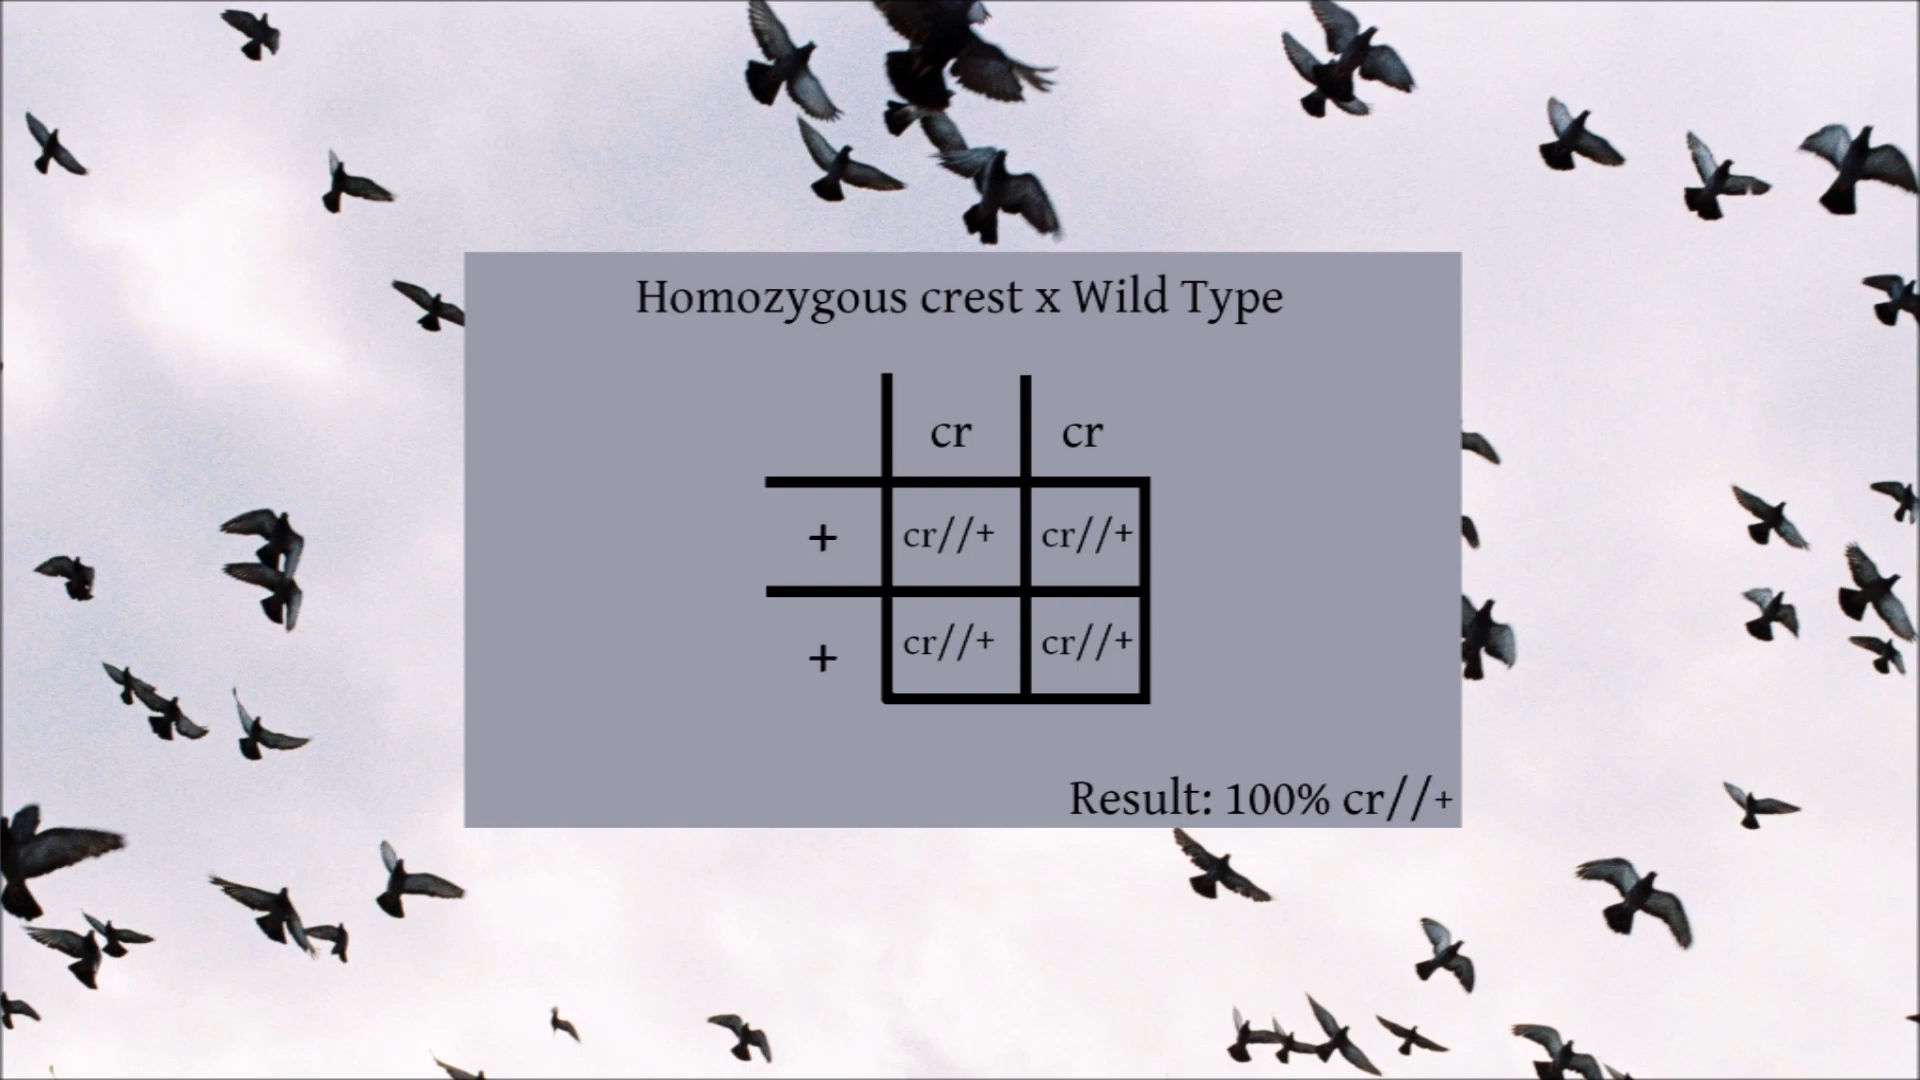 Homozygous crest x Wild Type
cr cr
+ cr//+ cr//+
+ cr//+ cr//+
Result: 100% cr//+